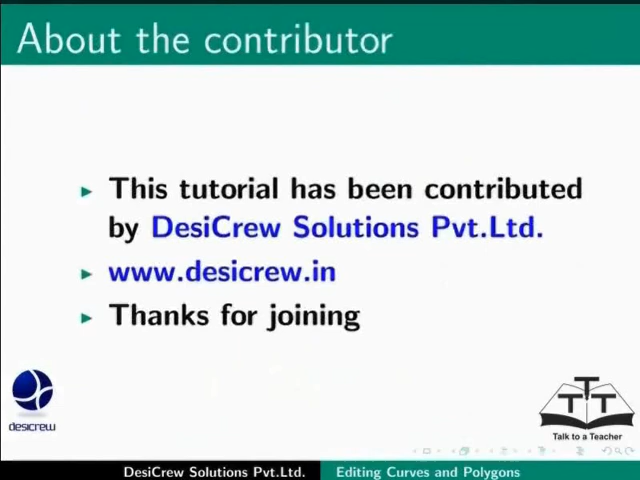 About the contributor
This tutorial has been contributed
by DesiCrew Solutions Pvt.Ltd.
www.desicrew.in
Thanks for joining
desicrew
TTT
Talk to a Teacher
DesiCrew Solutions Pvt.Ltd. Editing Curves and Polygons